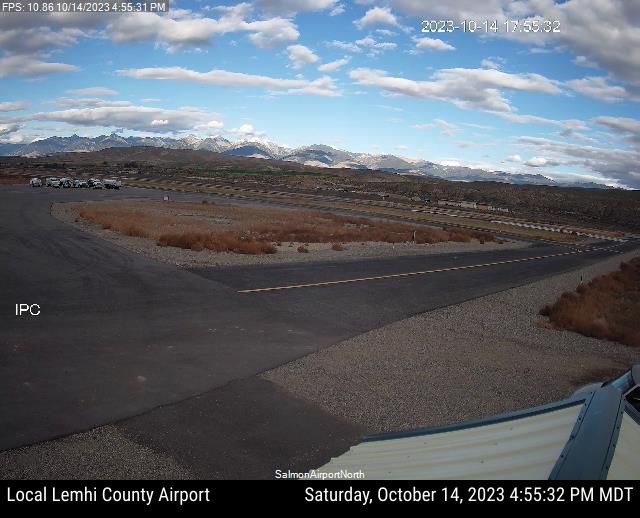 FPS: 10.86 10/14/2023 4:55:31 PM
2023-10-14 17:55:32
IPC
SalmonAirportNorth
Local Lemhi County Airport
Saturday, October 14, 2023 4:55:32 PM MDT